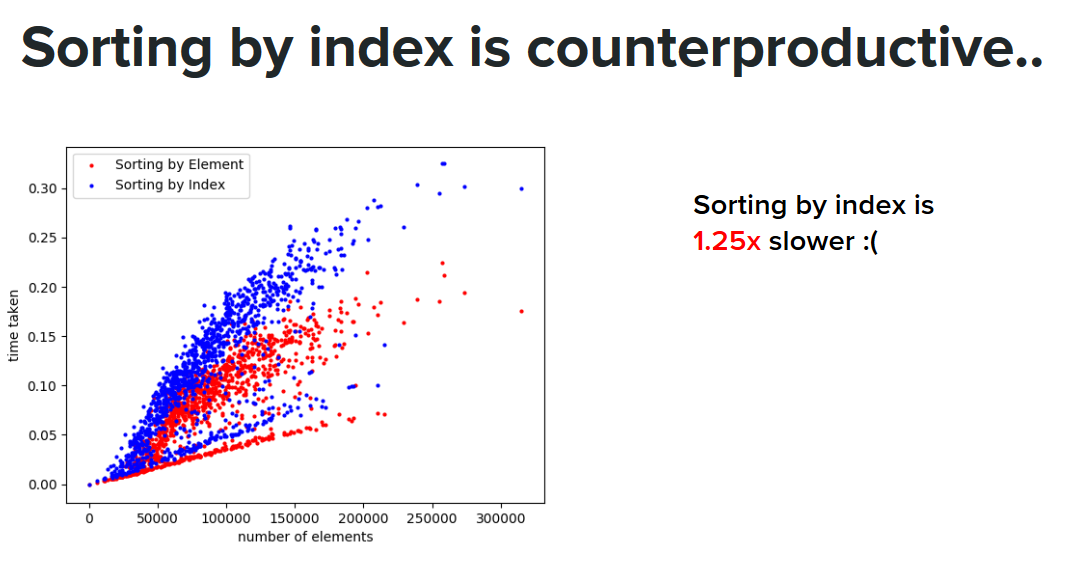 Sorting by index is counterproductive..
Sorting by Element
Sorting by Index
Sorting by index is
1.25x slower :(
0.30
0.25
0.20
0.15
0.10
0.05
0.00
time taken
0 50000 100000 150000 200000 250000 300000
number of elements